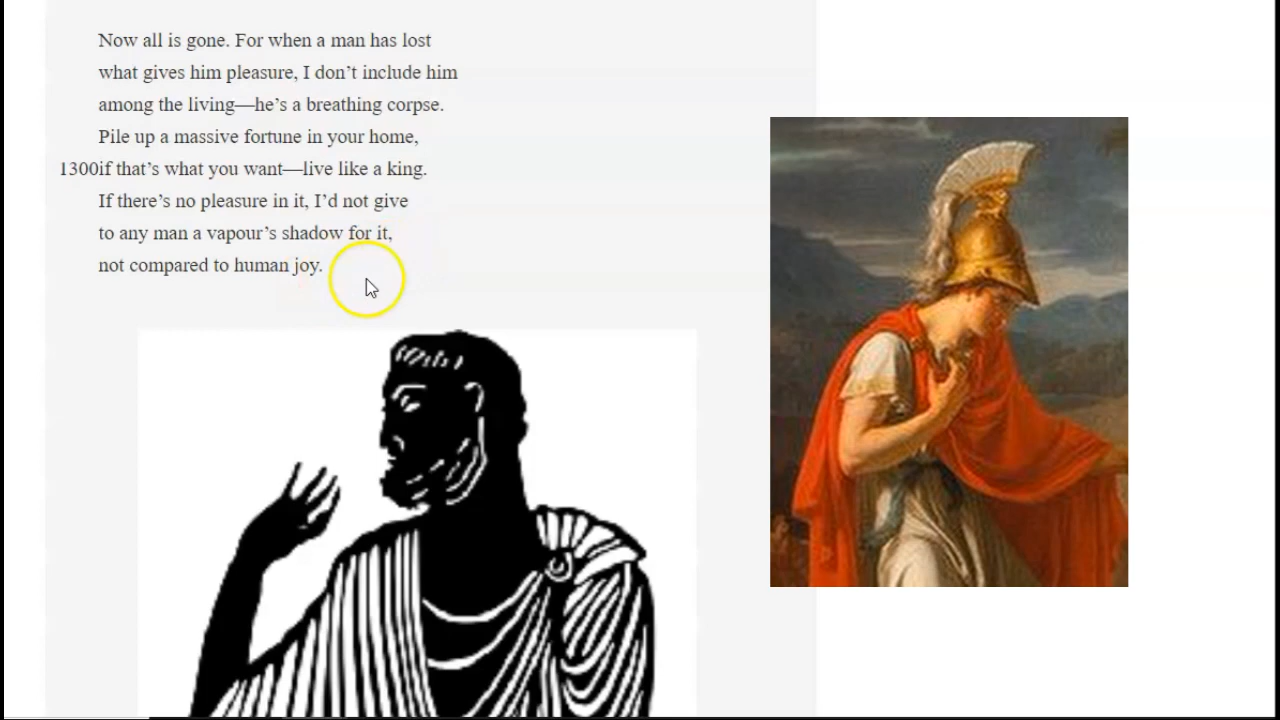 Now all is gone. For when a man has lost
what gives him pleasure, I don’t include him
among the living—he’s a breathing corpse.
Pile up a massive fortune in your home,
1300if that’s what you want—live like a king.
If there’s no pleasure in it, I’d not give
to any man a vapour’s shadow for it,
not compared to human joy.